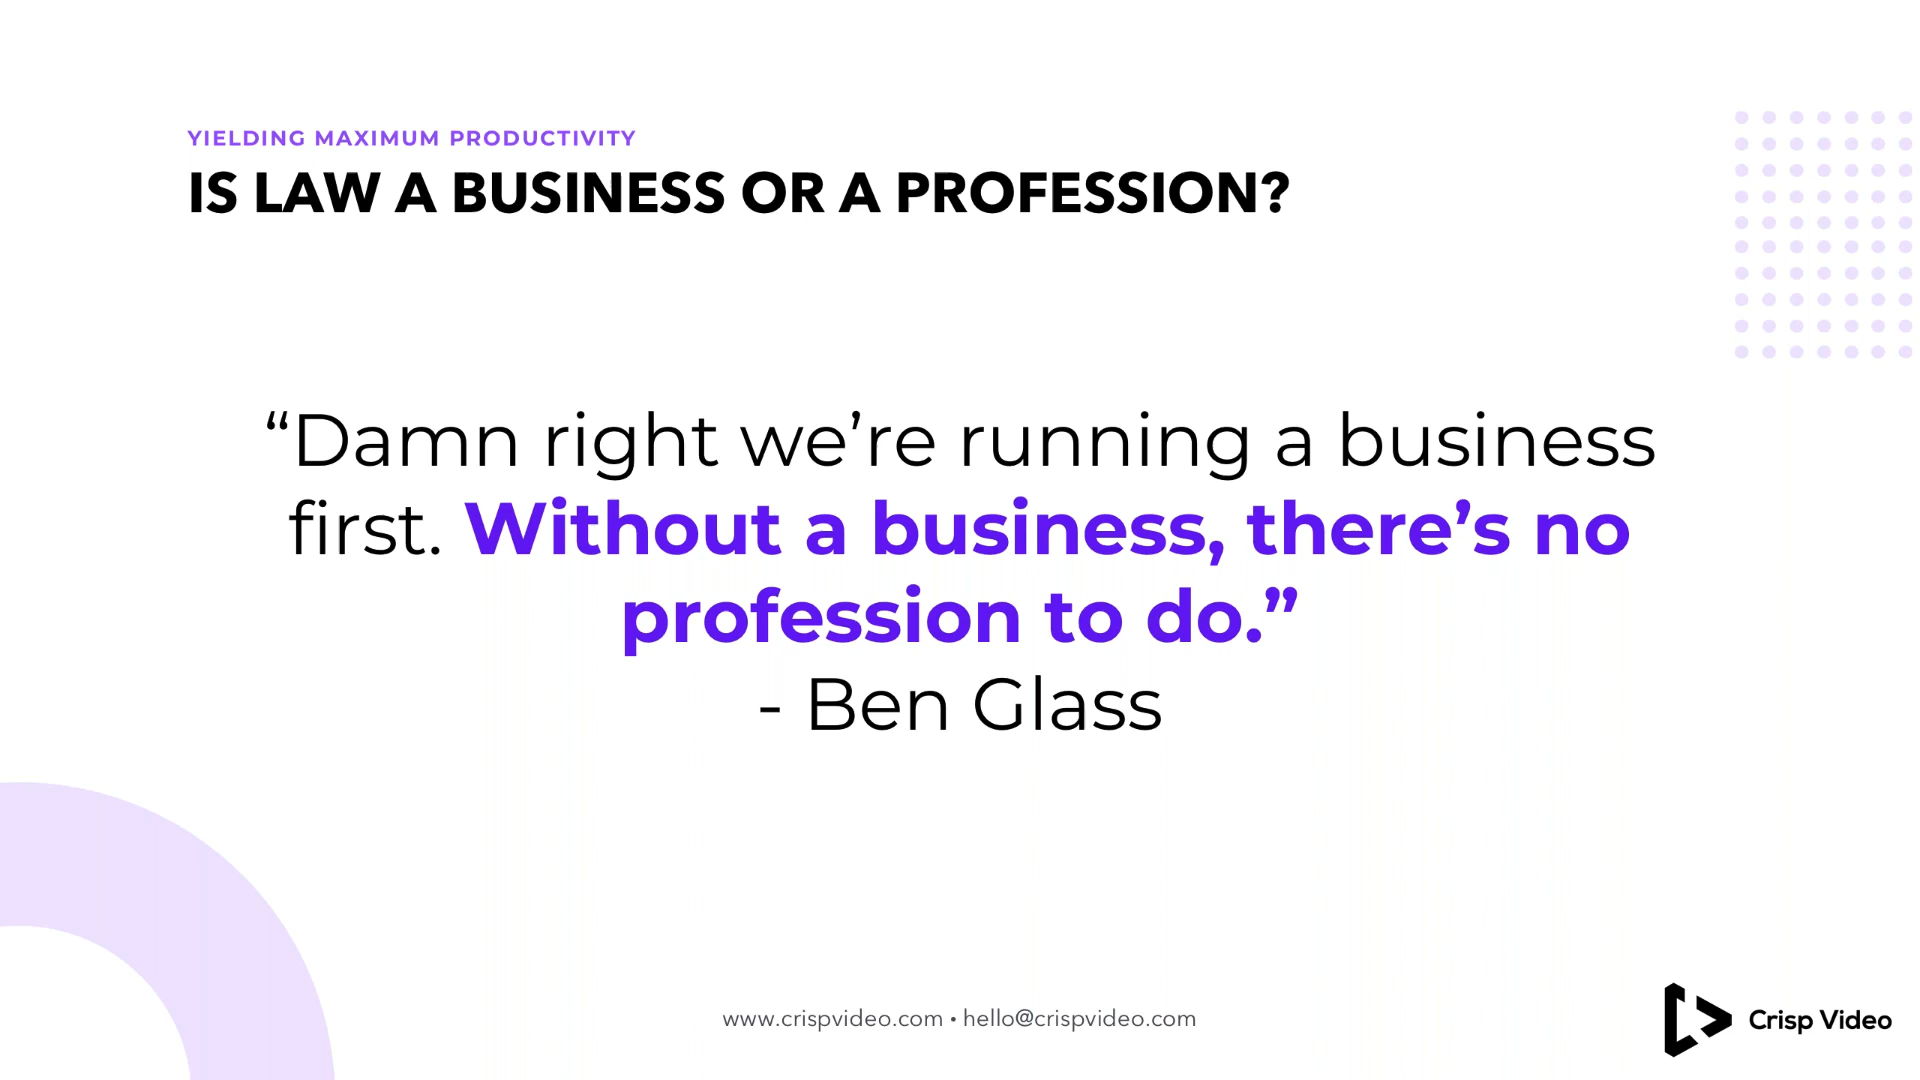 YIELDING MAXIMUM PRODUCTIVITY
IS LAW A BUSINESS OR A PROFESSION?
“Damn right we’re running a business
first. Without a business, there’s no
profession to do.”
- Ben Glass
www.crispvideo.com • hello@crispvideo.com
Crisp Video